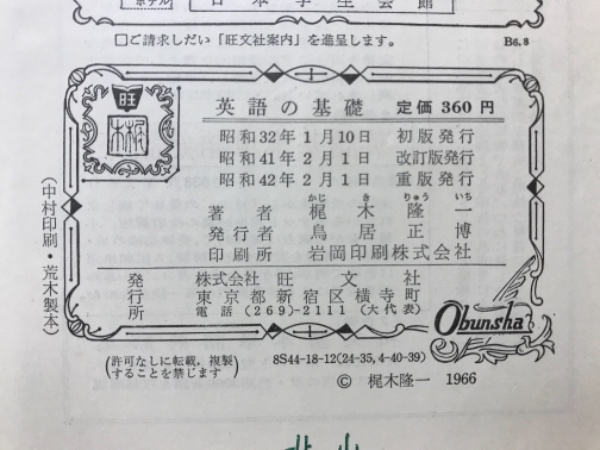 ホテル 日本学生会館
□ご請求しだい「旺文社案内」を進呈します。 B6,8
旺
英語の基礎 定価 360 円
昭和32年 1 月10日 初版発行
昭和41年 2 月 1 日 改訂版発行
昭和42年 2 月 1 日 重版発行
かじ き りゅう いち
著者 梶木隆一
発行者 鳥居正博
印刷所 岩岡印刷株式会社
発行所 株式会社 旺文社
東京都新宿区横寺町
電話 (269)-2111 (大代表)
Obunsha
(中村印刷・荒木製本)
(許可なしに転載, 複製
することを禁じます)
8S44-18-12(24-35, 4-40-39)
© 梶木隆一 1966